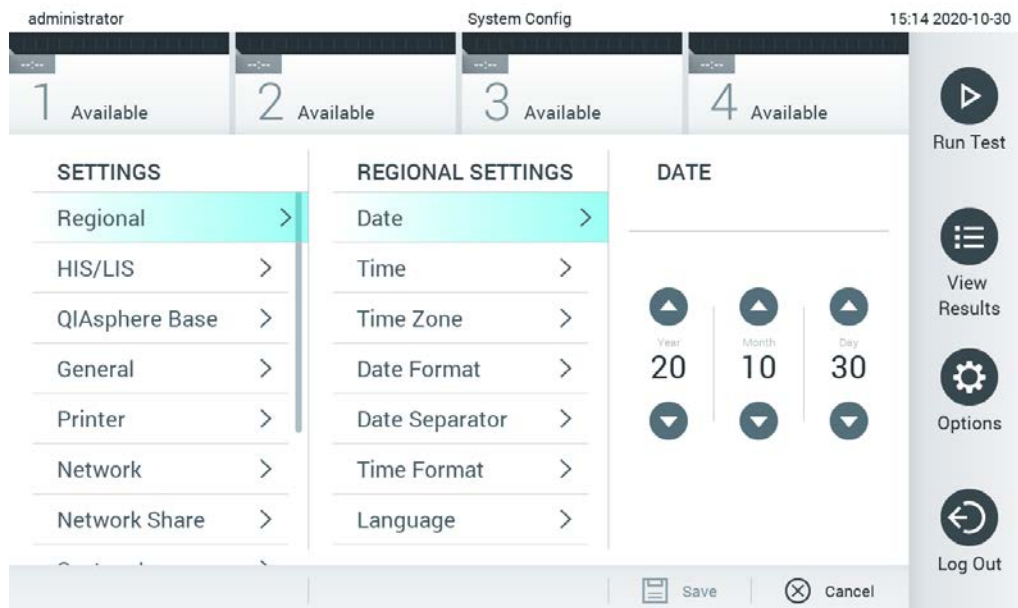 administrator System Config 15:14 2020-10-30
--:-- --:-- --:-- --:--
1 Available 2 Available 3 Available 4 Available
Run Test
SETTINGS
Regional
HIS/LIS
QIAsphere Base
General
Printer
Network
Network Share
REGIONAL SETTINGS
Date
Time
Time Zone
Date Format
Date Separator
Time Format
Language
DATE
Year Month Day
20 10 30
View
Results
Options
Log Out
Save Cancel